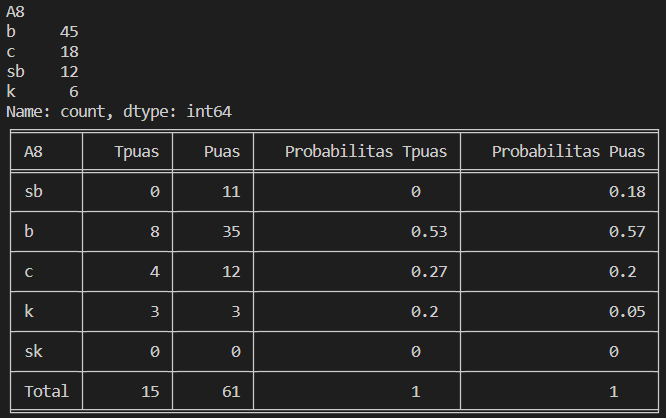 A8
b 45
c 18
sb 12
k 6
Name: count, dtype: int64
A8 Tpuas Puas Probabilitas Tpuas Probabilitas Puas
sb 0 11 0 0.18
b 8 35 0.53 0.57
c 4 12 0.27 0.2
k 3 3 0.2 0.05
sk 0 0 0 0
Total 15 61 1 1